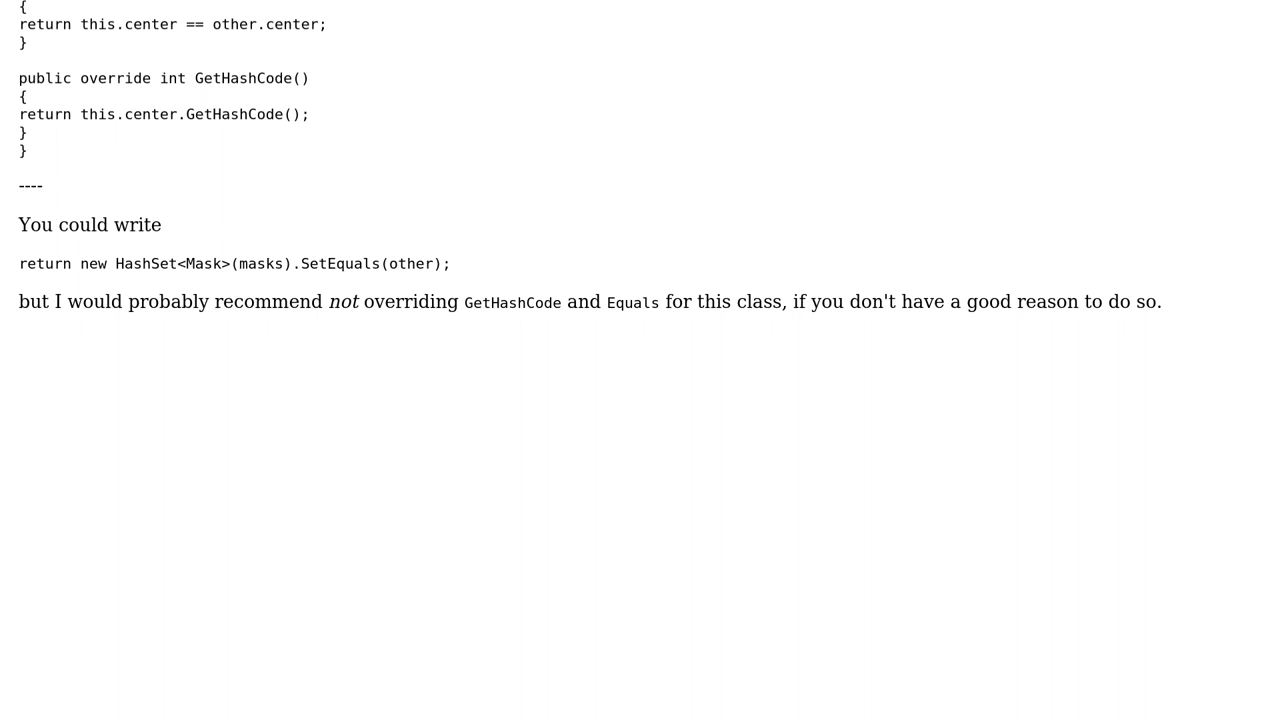 {
return this.center == other.center;
}
public override int GetHashCode()
{
return this.center.GetHashCode();
}
}
----
You could write
return new HashSet<Mask>(masks).SetEquals(other);
but I would probably recommend not overriding GetHashCode and Equals for this class, if you don't have a good reason to do so.